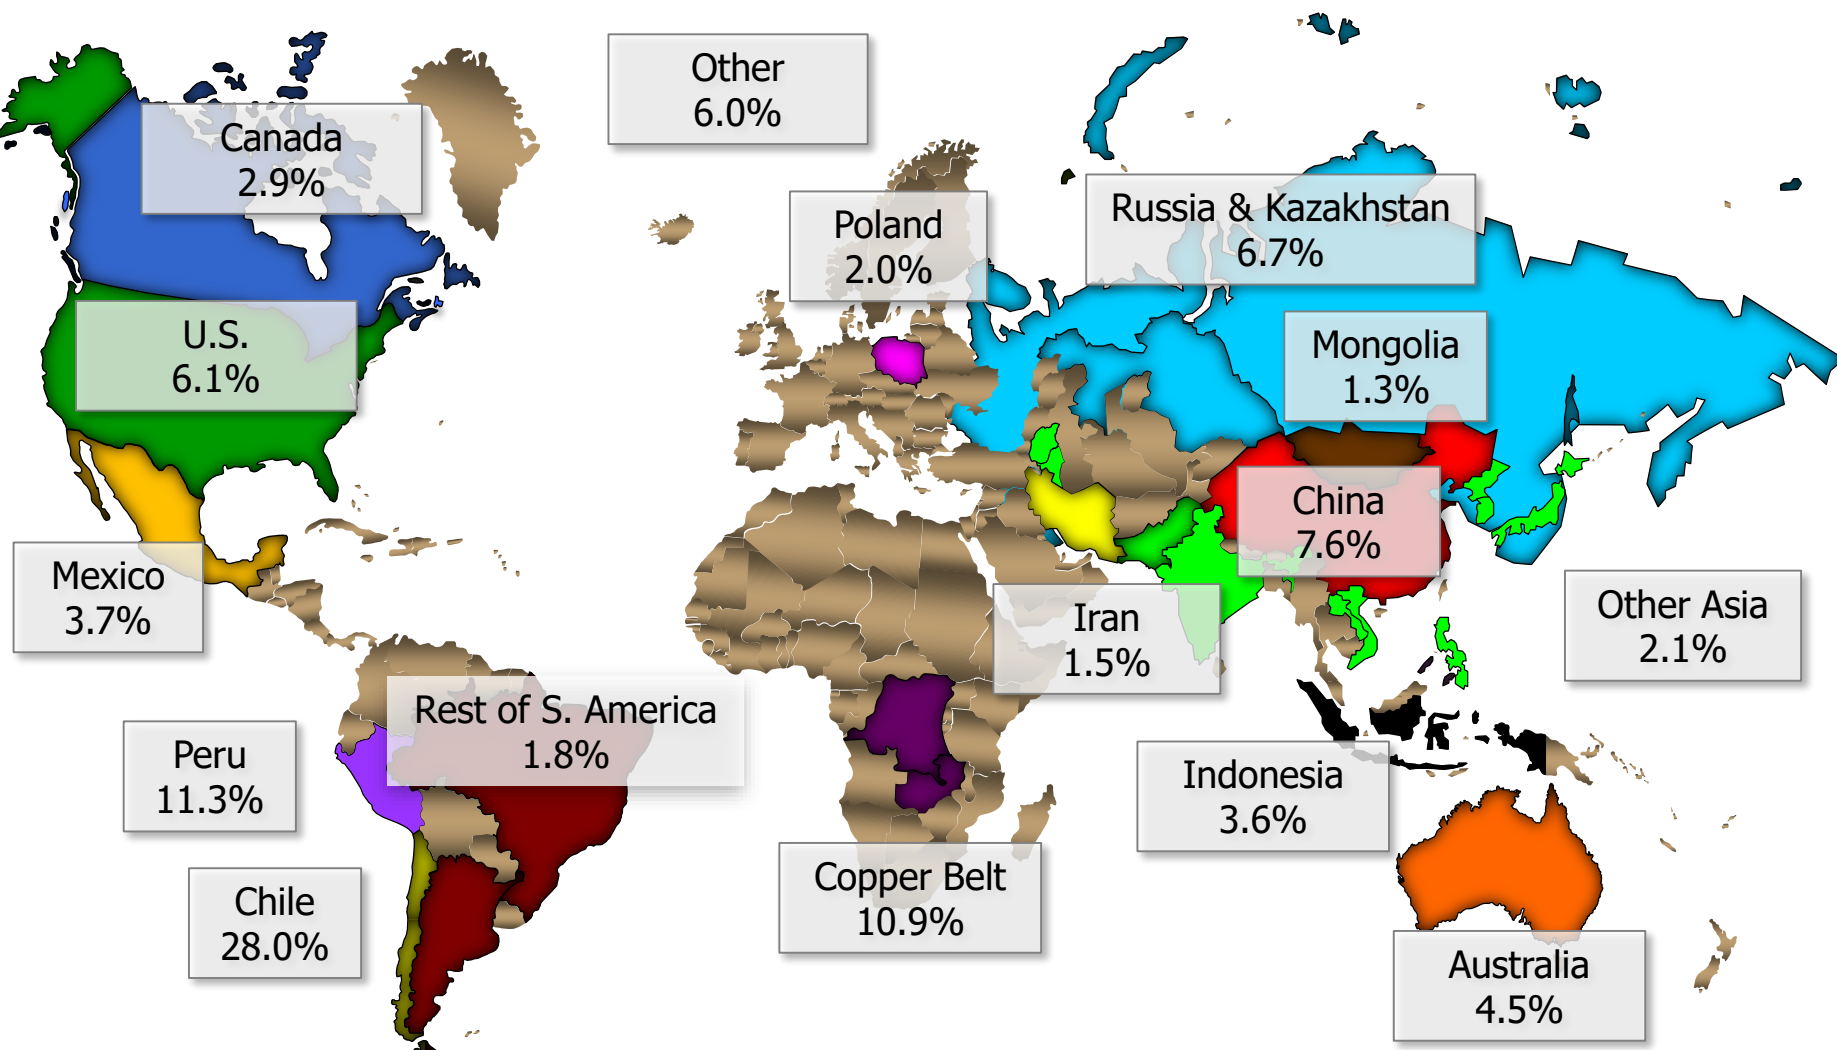 Other
6.0%
Canada
2.9%
Russia & Kazakhstan
6.7%
Poland
2.0%
U.S.
6.1%
Mongolia
1.3%
China
7.6%
Mexico
3.7%
Iran
1.5%
Other Asia
2.1%
Rest of S. America
1.8%
Peru
11.3%
Indonesia
3.6%
Copper Belt
10.9%
Chile
28.0%
Australia
4.5%